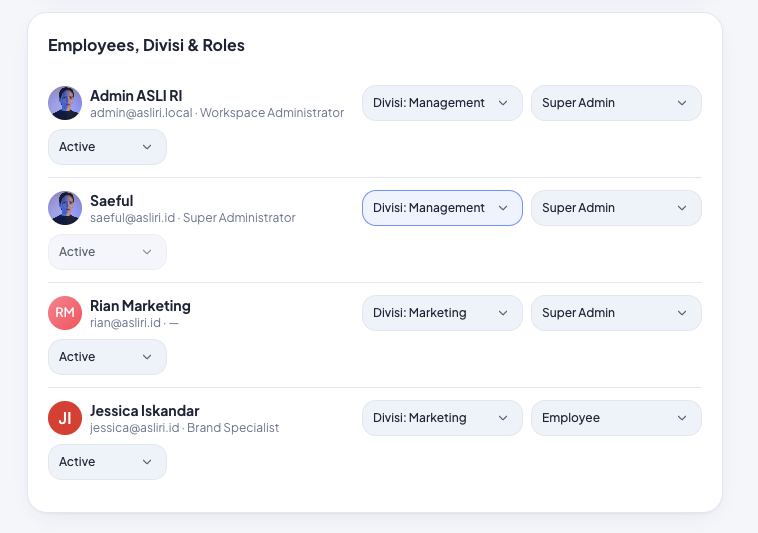 Employees, Divisi & Roles
Admin ASLI RI
admin@asliri.local · Workspace Administrator
Divisi: Management
Super Admin
Active
Saeful
saeful@asliri.id · Super Administrator
Divisi: Management
Super Admin
Active
RM
Rian Marketing
rian@asliri.id · —
Divisi: Marketing
Super Admin
Active
JI
Jessica Iskandar
jessica@asliri.id · Brand Specialist
Divisi: Marketing
Employee
Active